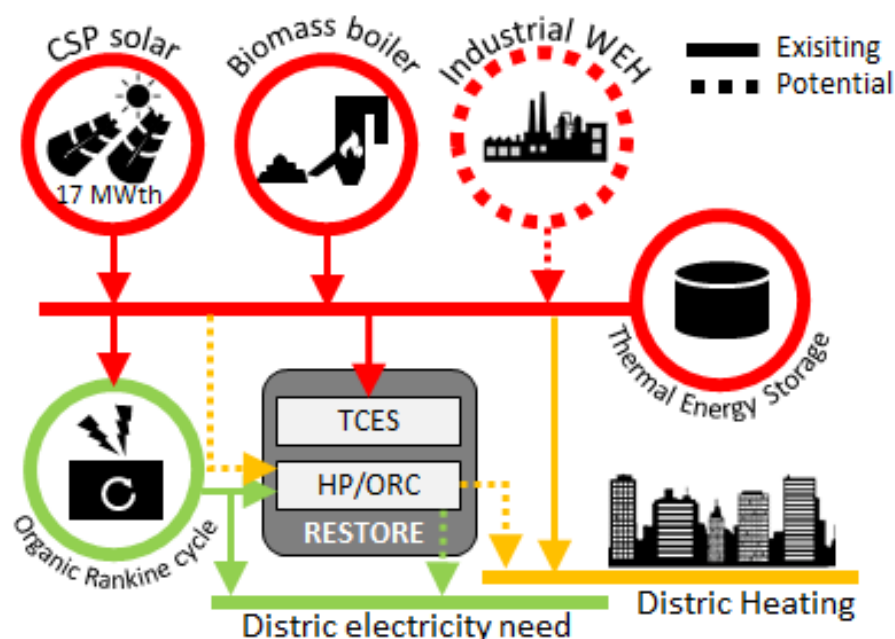 CSP solar
Biomass boiler
Industrial WEH
Exisiting
Potential
17 MWth
Thermal Energy Storage
TCES
HP/ORC
RESTORE
Organic Rankine cycle
Distric Heating
Distric electricity need